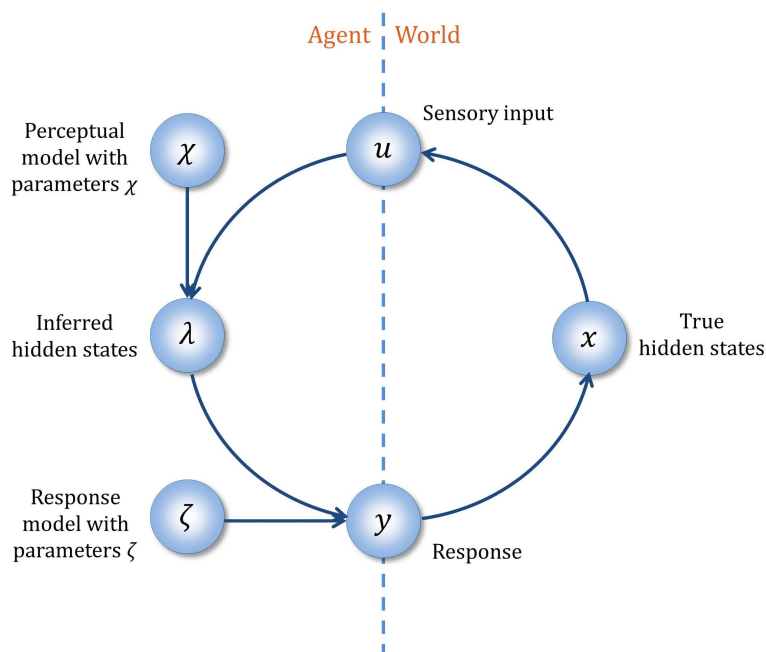 Agent World
Sensory input
Perceptual
model with
parameters χ
χ
u
Inferred
hidden states
λ
x
True
hidden states
Response
model with
parameters ζ
ζ
y
Response